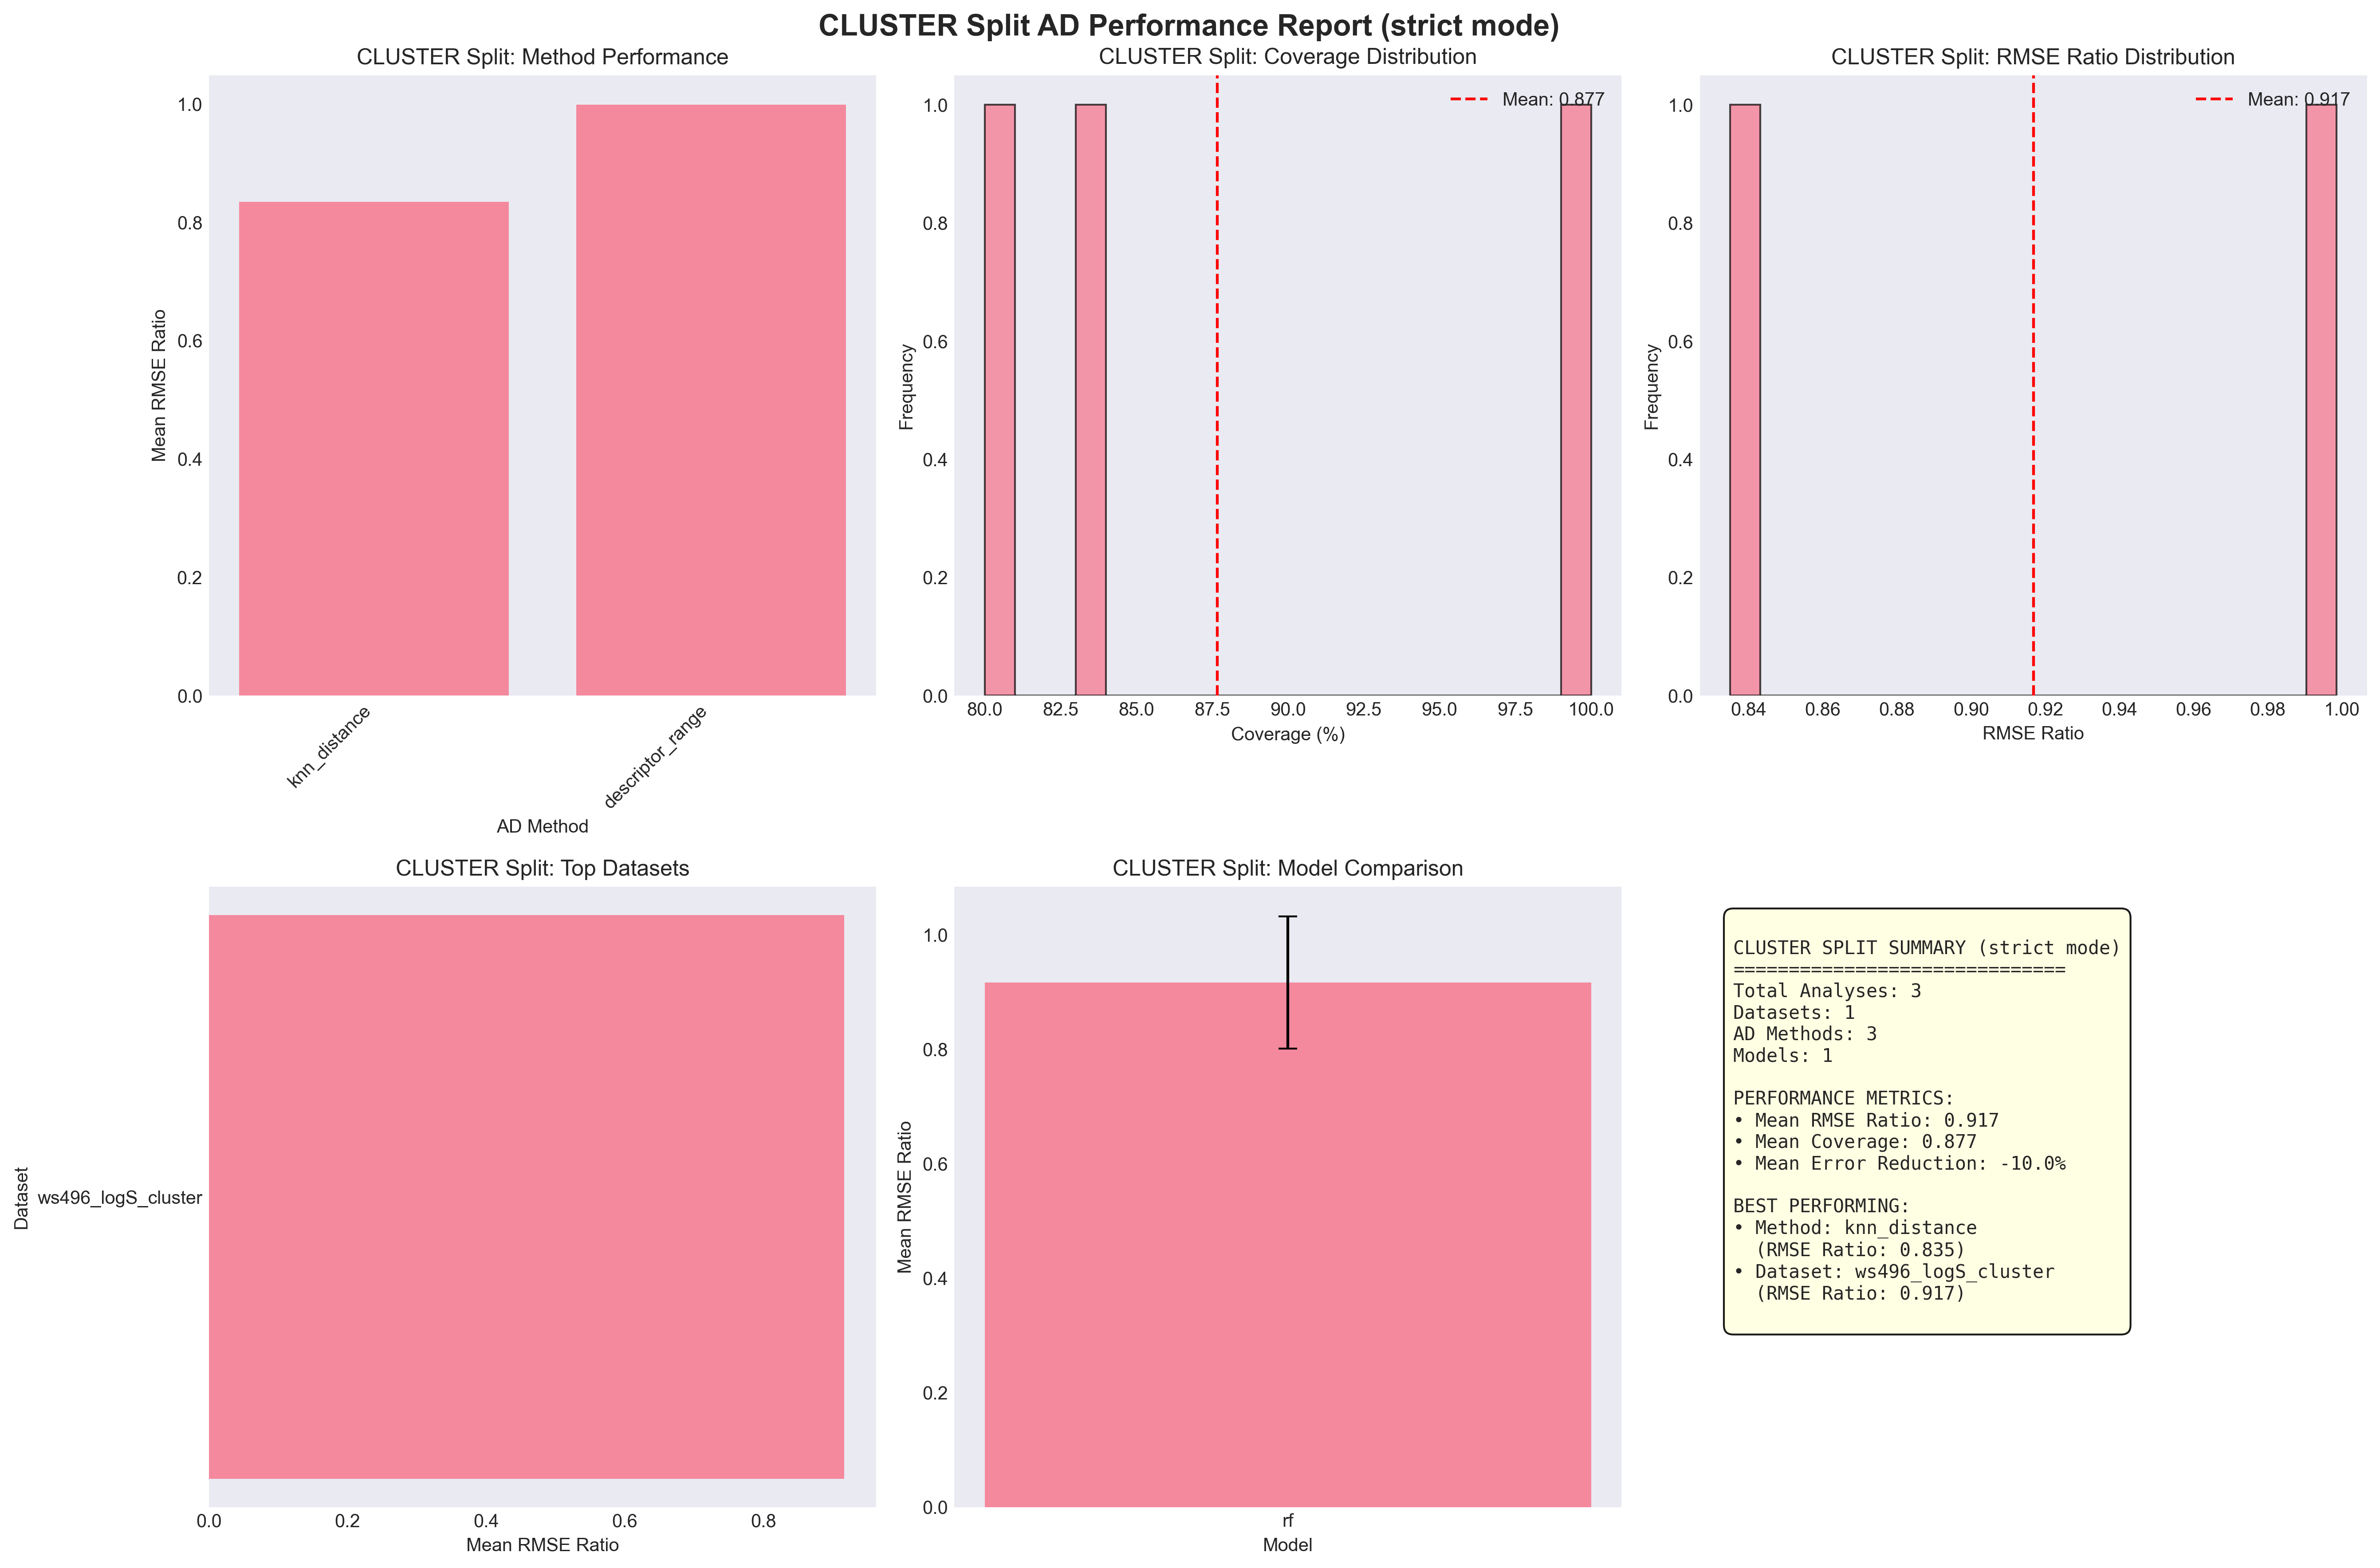 CLUSTER Split AD Performance Report (strict mode)
CLUSTER Split: Method Performance
Mean RMSE Ratio
1.0
0.8
0.6
0.4
0.2
0.0
knn_distance
descriptor_range
AD Method
CLUSTER Split: Coverage Distribution
Mean: 0.877
Frequency
1.0
0.8
0.6
0.4
0.2
0.0
80.0 82.5 85.0 87.5 90.0 92.5 95.0 97.5 100.0
Coverage (%)
CLUSTER Split: RMSE Ratio Distribution
Mean: 0.917
Frequency
1.0
0.8
0.6
0.4
0.2
0.0
0.84 0.86 0.88 0.90 0.92 0.94 0.96 0.98 1.00
RMSE Ratio
CLUSTER Split: Top Datasets
Dataset
ws496_logS_cluster
0.0 0.2 0.4 0.6 0.8
Mean RMSE Ratio
CLUSTER Split: Model Comparison
Mean RMSE Ratio
1.0
0.8
0.6
0.4
0.2
0.0
rf
Model
CLUSTER SPLIT SUMMARY (strict mode)
==============================
Total Analyses: 3
Datasets: 1
AD Methods: 3
Models: 1
PERFORMANCE METRICS:
• Mean RMSE Ratio: 0.917
• Mean Coverage: 0.877
• Mean Error Reduction: -10.0%
BEST PERFORMING:
• Method: knn_distance
(RMSE Ratio: 0.835)
• Dataset: ws496_logS_cluster
(RMSE Ratio: 0.917)